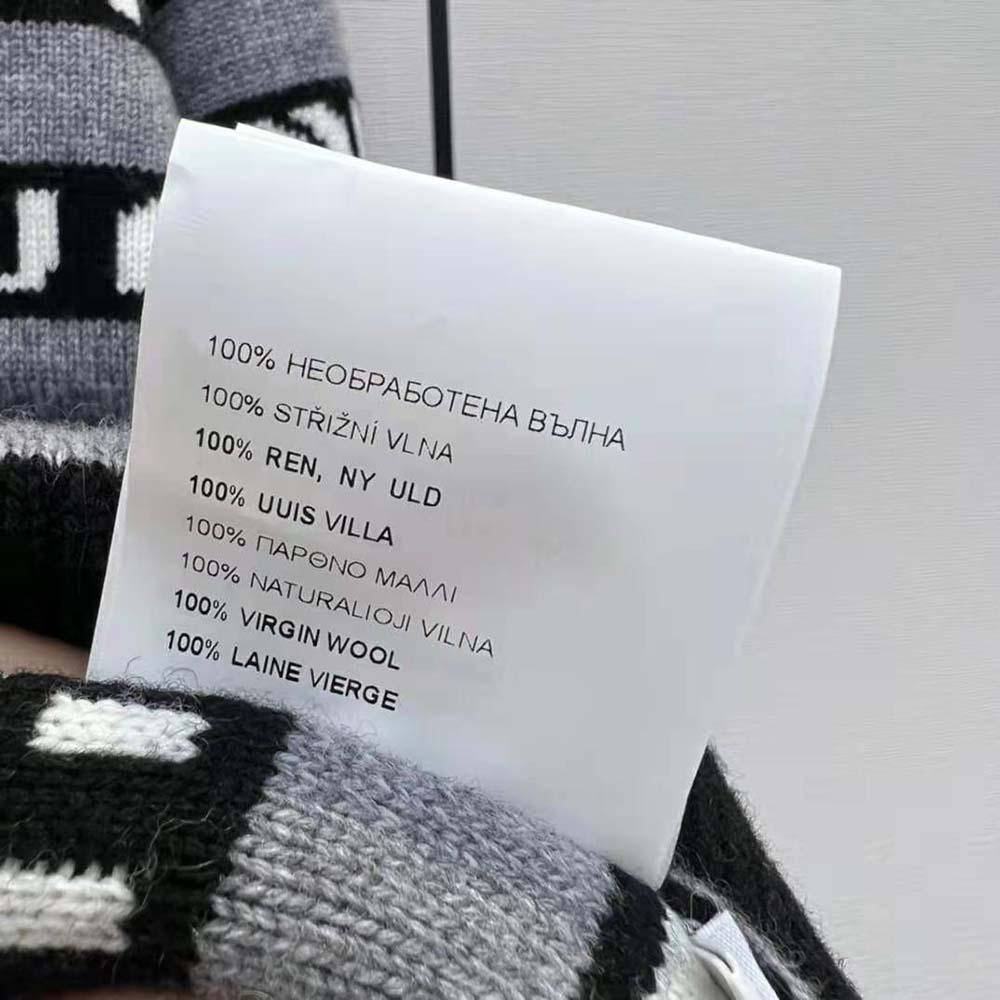 100% НЕОБРАБОТЕНА ВЪЛНА
100% STŘIŽNÍ VLNA
100% REN, NY ULD
100% UUIS VILLA
100% ΠΑΡΘΝΟ ΜΑΛΛΙ
100% NATURALIOJI VILNA
100% VIRGIN WOOL
100% LAINE VIERGE